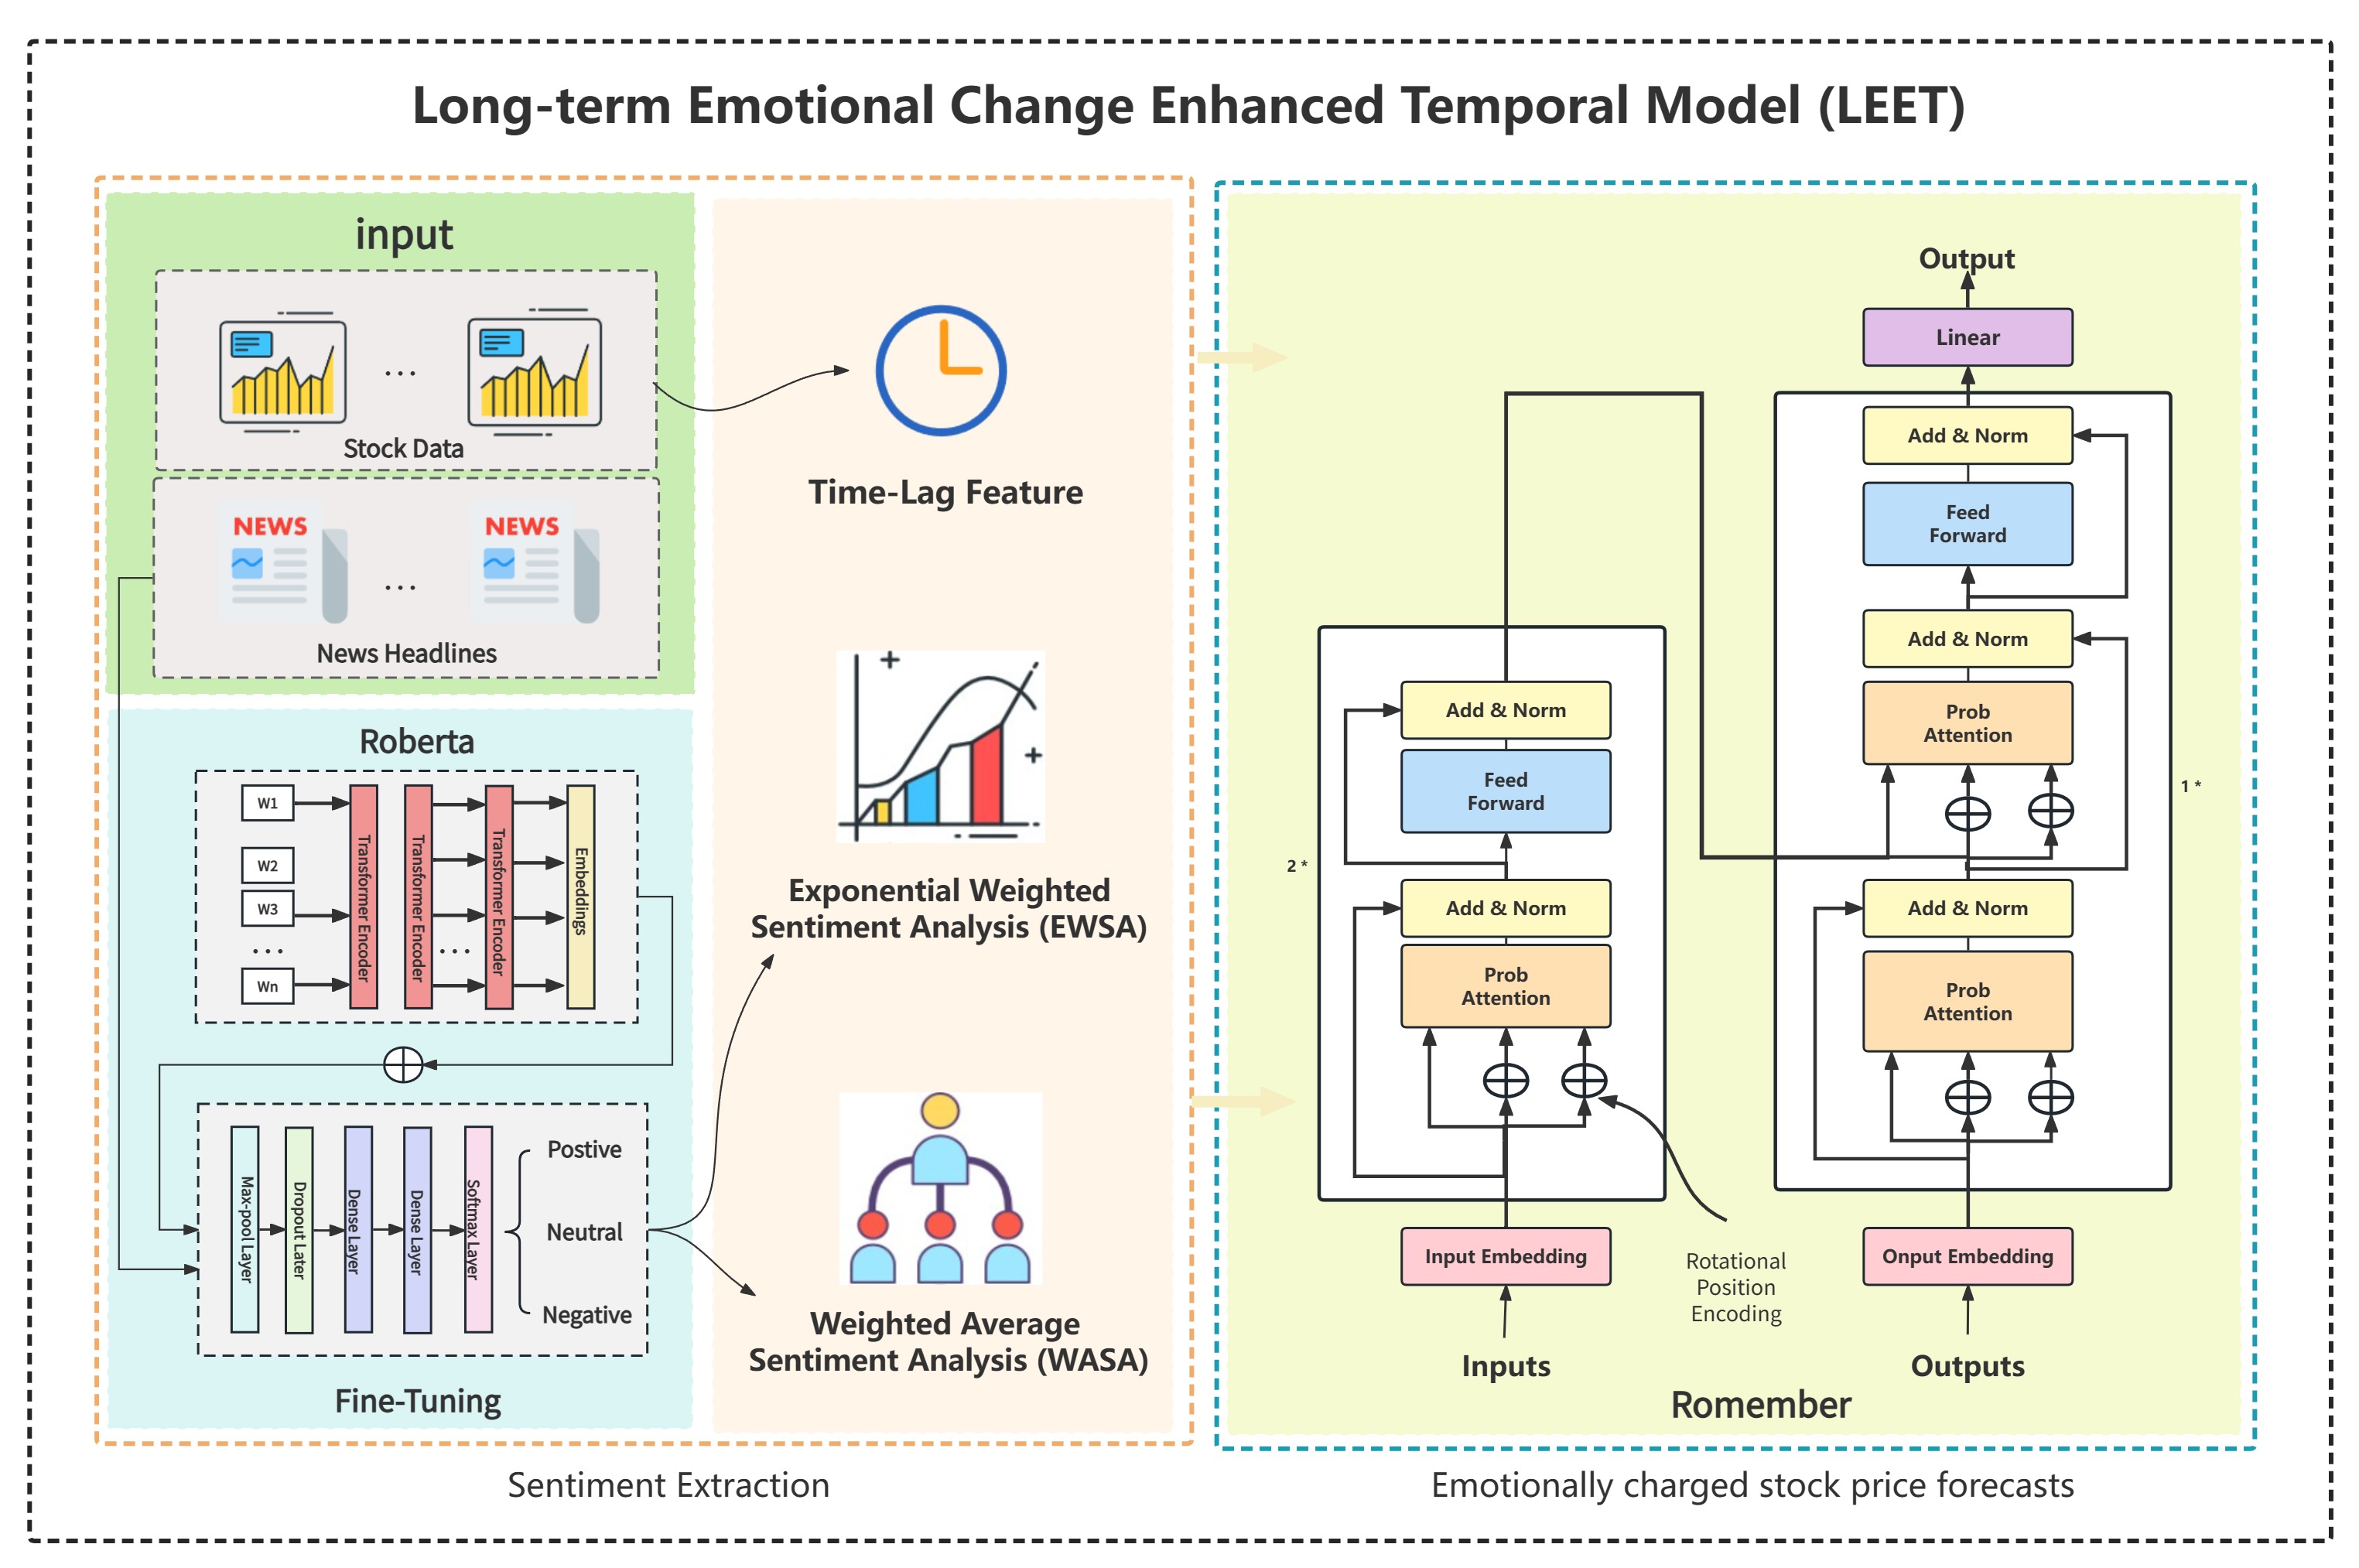 Long-term Emotional Change Enhanced Temporal Model (LEET)
input
...
Stock Data
NEWS
NEWS
...
News Headlines
Roberta
W1
W2
W3
...
Wn
Transformer Encoder
Transformer Encoder
...
Transformer Encoder
Embeddings
Max-pool Layer
Dropout Later
Dense Layer
Dense Layer
Softmax Layer
Postive
Neutral
Negative
Fine-Tuning
Time-Lag Feature
Exponential Weighted
Sentiment Analysis (EWSA)
Weighted Average
Sentiment Analysis (WASA)
Sentiment Extraction
2 *
Add & Norm
Feed
Forward
Add & Norm
Prob
Attention
Input Embedding
Inputs
Rotational
Position
Encoding
Output
Linear
Add & Norm
Feed
Forward
Add & Norm
Prob
Attention
1 *
Add & Norm
Prob
Attention
Onput Embedding
Outputs
Romember
Emotionally charged stock price forecasts